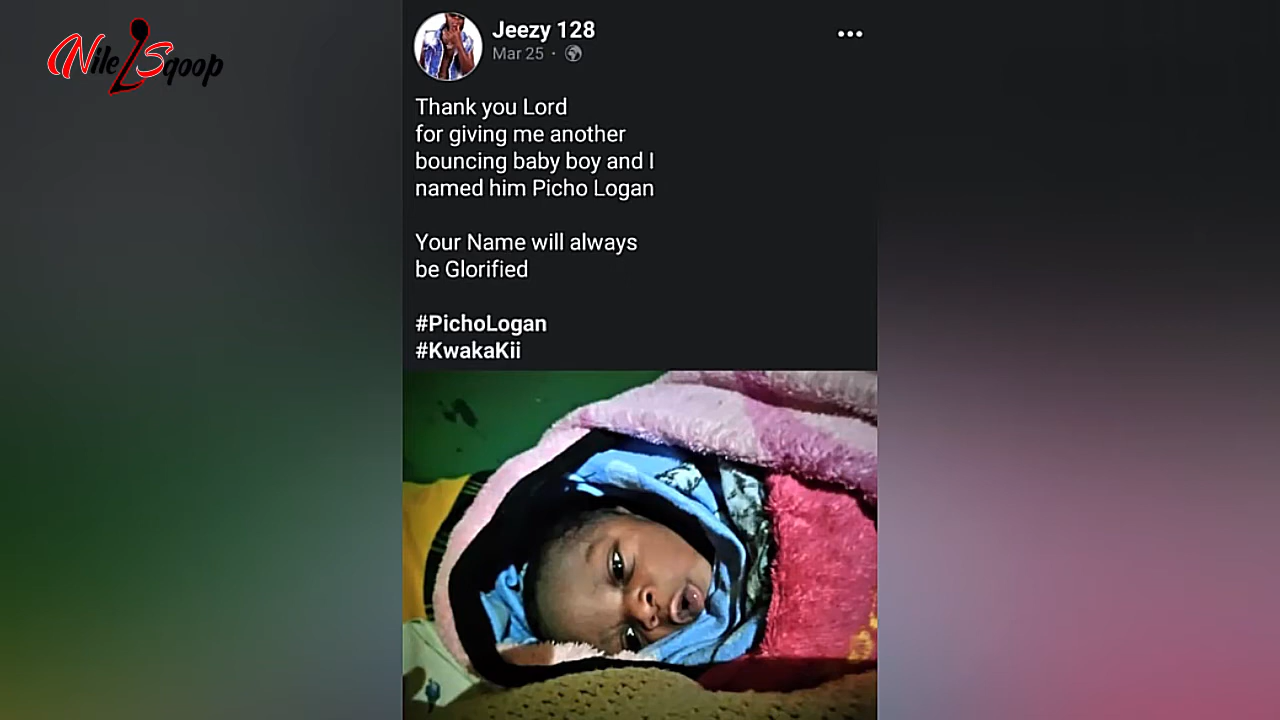 Nile Sqoop
Jeezy 128
Mar 25 ·
Thank you Lord
for giving me another
bouncing baby boy and I
named him Picho Logan
Your Name will always
be Glorified
#PichoLogan
#KwakaKii